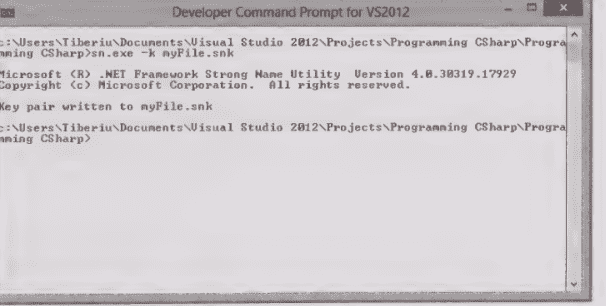 Developer Command Prompt for VS2012
c:\Users\Tiberiu\Documents\Visual Studio 2012\Projects\Programming CSharp\Progra
mming CSharp>sn.exe -k myFile.snk
Microsoft (R) .NET Framework Strong Name Utility  Version 4.0.30319.17929
Copyright (c) Microsoft Corporation.  All rights reserved.
Key pair written to myFile.snk
c:\Users\Tiberiu\Documents\Visual Studio 2012\Projects\Programming CSharp\Progra
mming CSharp>